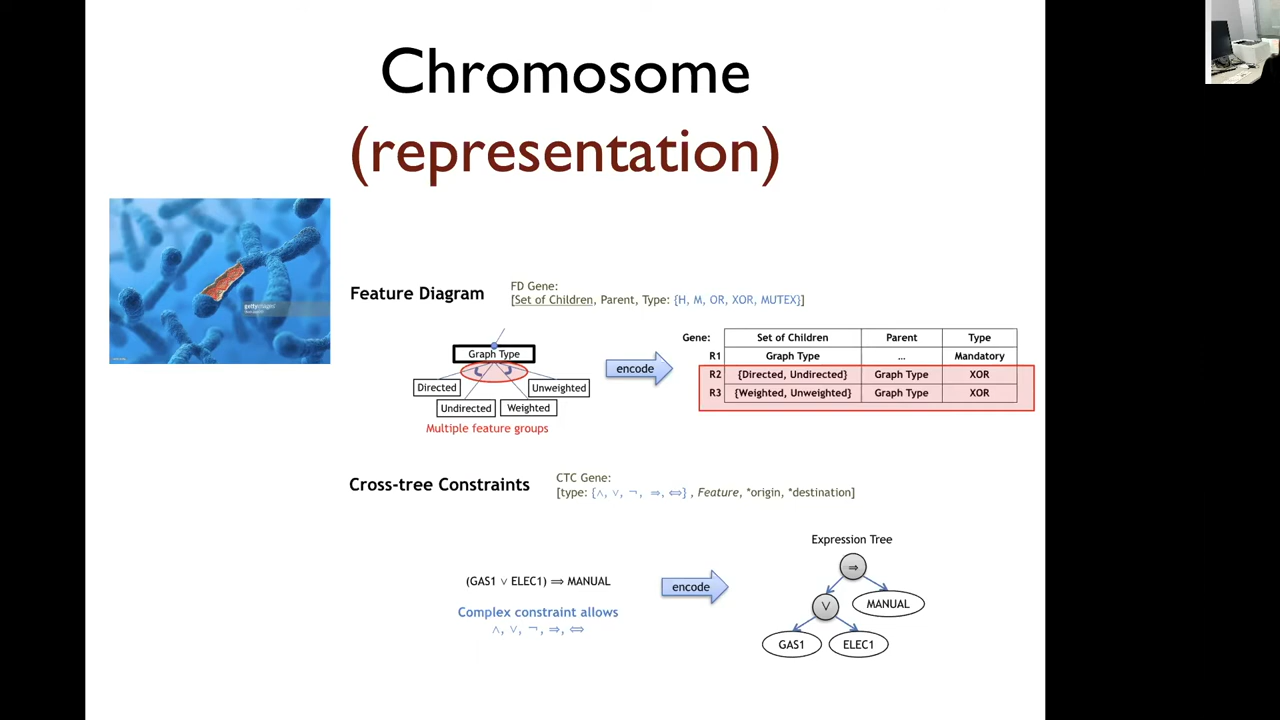 Chromosome
(representation)
gettyimages
Feature Diagram
FD Gene:
[Set of Children, Parent, Type: {H, M, OR, XOR, MUTEX}]
Graph Type
Directed
Unweighted
Undirected
Weighted
Multiple feature groups
encode
Gene: Set of Children Parent Type
R1 Graph Type ... Mandatory
R2 {Directed, Undirected} Graph Type XOR
R3 {Weighted, Unweighted} Graph Type XOR
Cross-tree Constraints
CTC Gene:
[type: {∧, ∨, ¬, ⇒, ⇔} , Feature, *origin, *destination]
(GAS1 ∨ ELEC1) ⟹ MANUAL
Complex constraint allows
∧, ∨, ¬, ⇒, ⇔
encode
Expression Tree
⇒
∨
MANUAL
GAS1
ELEC1